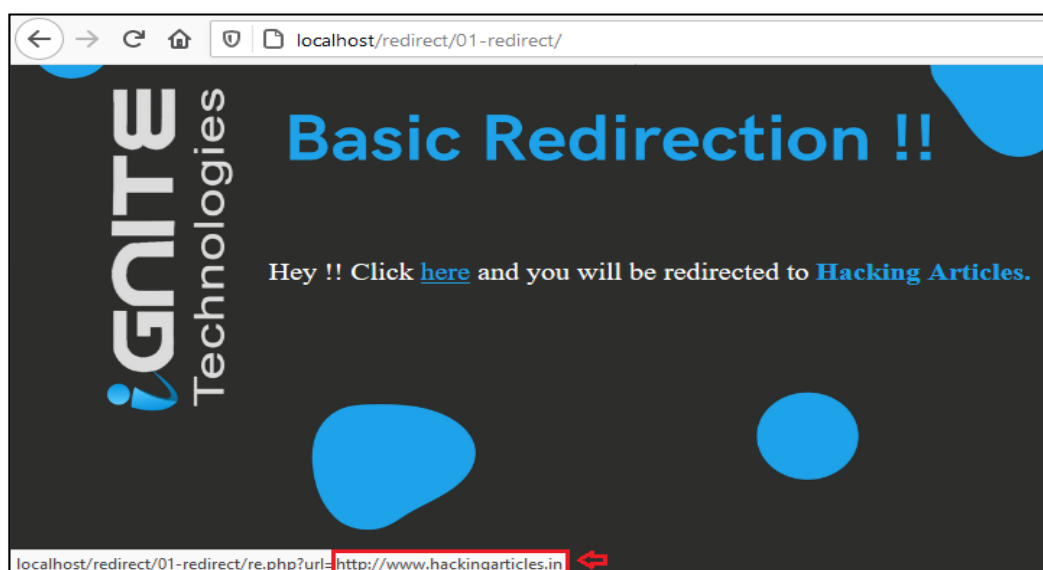 localhost/redirect/01-redirect/
iGNITE
Technologies
Basic Redirection !!
Hey !! Click here and you will be redirected to Hacking Articles.
localhost/redirect/01-redirect/re.php?url=http://www.hackingarticles.in